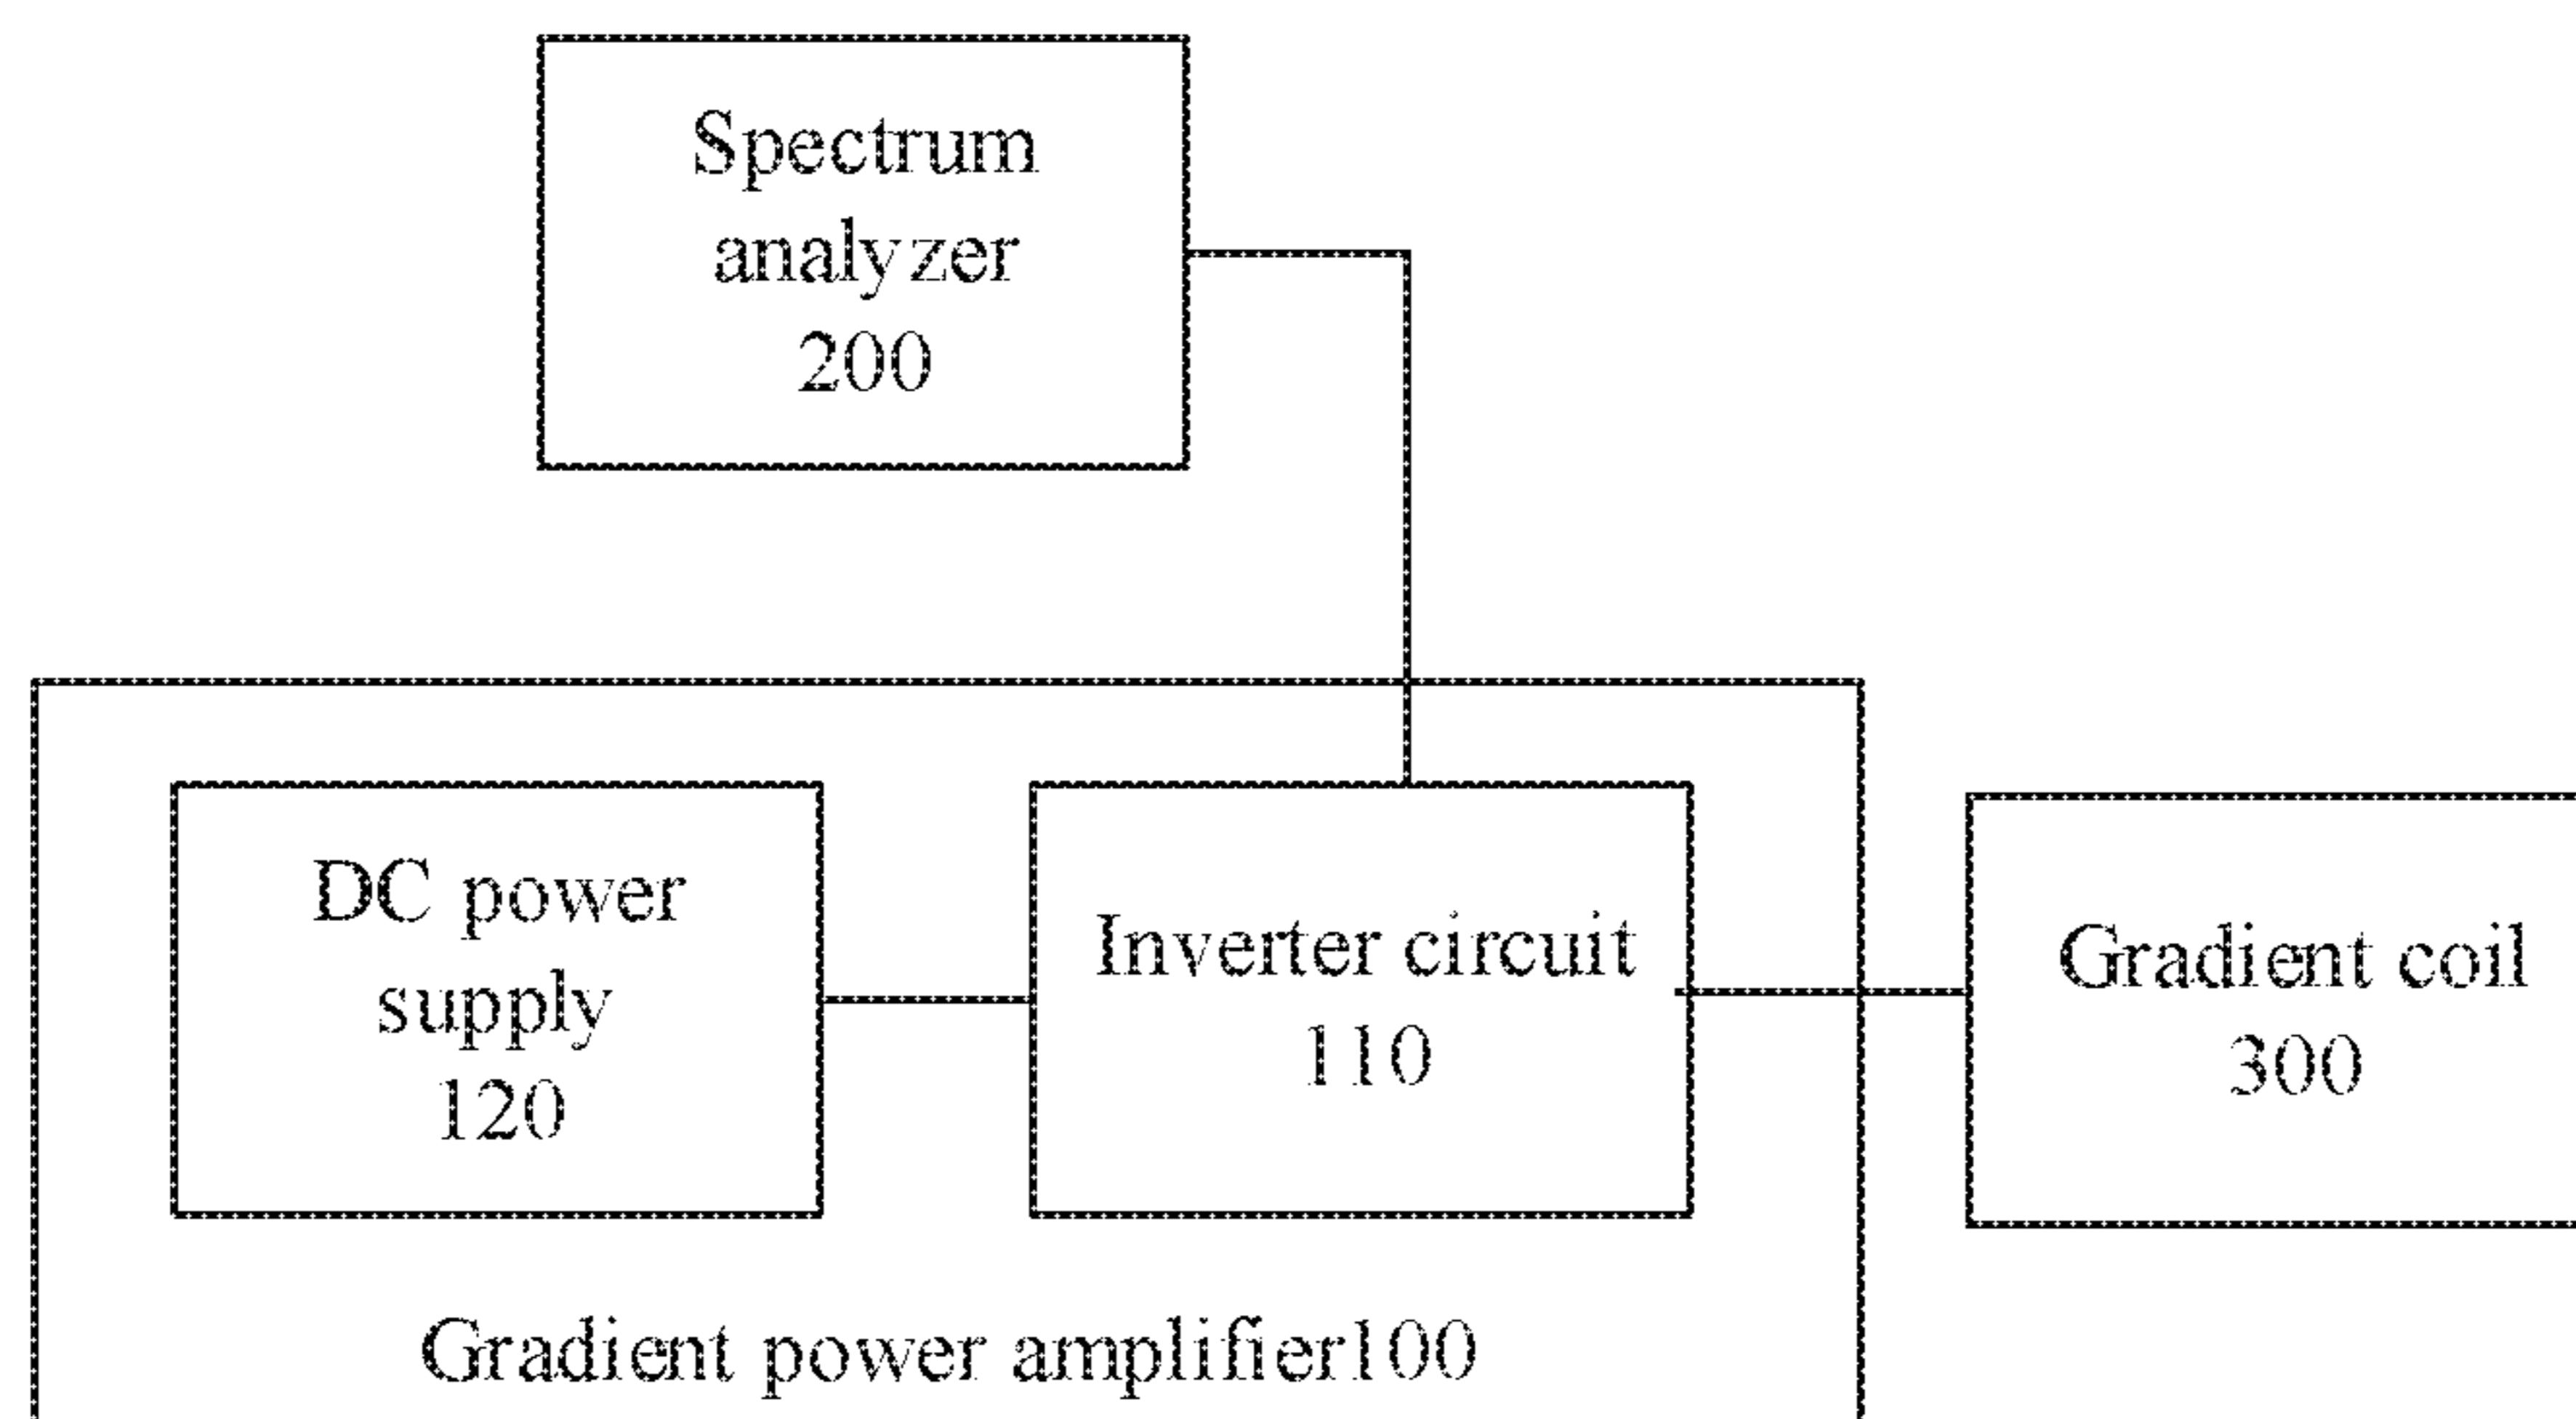 Spectrum
analyzer
200
DC power
supply
120
Inverter circuit
110
Gradient coil
300
Gradient power amplifier100